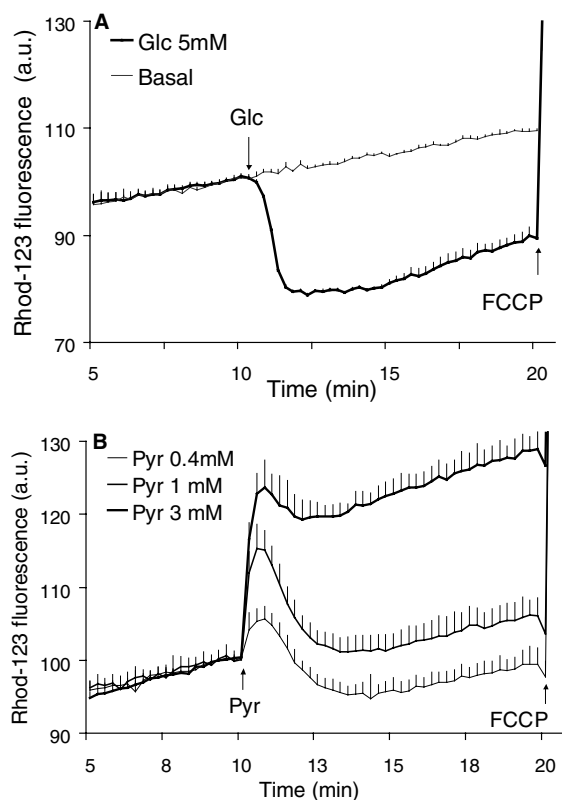 A
130
Glc 5mM
Basal
Glc
110
90
70
Rhod-123 fluorescence (a.u.)
FCCP
5 10 15 20
Time (min)
B
130
Pyr 0.4mM
Pyr 1 mM
Pyr 3 mM
120
110
100
90
Rhod-123 fluorescence (a.u.)
Pyr
FCCP
5 8 10 13 15 18 20
Time (min)